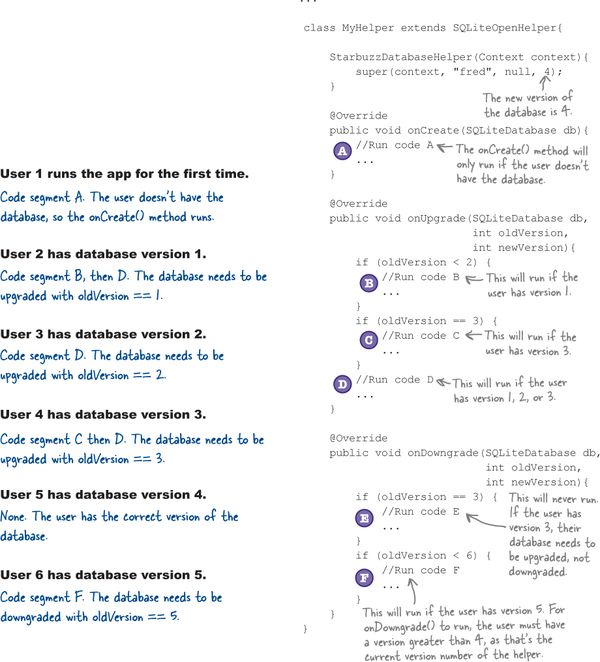 ...
class MyHelper extends SQLiteOpenHelper{
StarbuzzDatabaseHelper(Context context){
super(context, "fred", null, 4);
}
The new version of
the database is 4.
@Override
public void onCreate(SQLiteDatabase db){
A //Run code A
...
}
The onCreate() method will
only run if the user doesn't
have the database.
User 1 runs the app for the first time.
Code segment A. The user doesn't have the
database, so the onCreate() method runs.
@Override
public void onUpgrade(SQLiteDatabase db,
int oldVersion,
int newVersion){
if (oldVersion < 2) {
B //Run code B
...
}
This will run if the
user has version 1.
User 2 has database version 1.
Code segment B, then D. The database needs to be
upgraded with oldVersion == 1.
if (oldVersion == 3) {
C //Run code C
...
}
This will run if the
user has version 3.
User 3 has database version 2.
Code segment D. The database needs to be
upgraded with oldVersion == 2.
D //Run code D
...
}
This will run if the user
has version 1, 2, or 3.
User 4 has database version 3.
Code segment C then D. The database needs to be
upgraded with oldVersion == 3.
@Override
public void onDowngrade(SQLiteDatabase db,
int oldVersion,
int newVersion){
if (oldVersion == 3) {
E //Run code E
...
}
This will never run.
If the user has
version 3, their
database needs to
be upgraded, not
downgraded.
User 5 has database version 4.
None. The user has the correct version of the
database.
if (oldVersion < 6) {
F //Run code F
...
}
}
}
This will run if the user has version 5. For
onDowngrade() to run, the user must have
a version greater than 4, as that's the
current version number of the helper.
User 6 has database version 5.
Code segment F. The database needs to be
downgraded with oldVersion == 5.